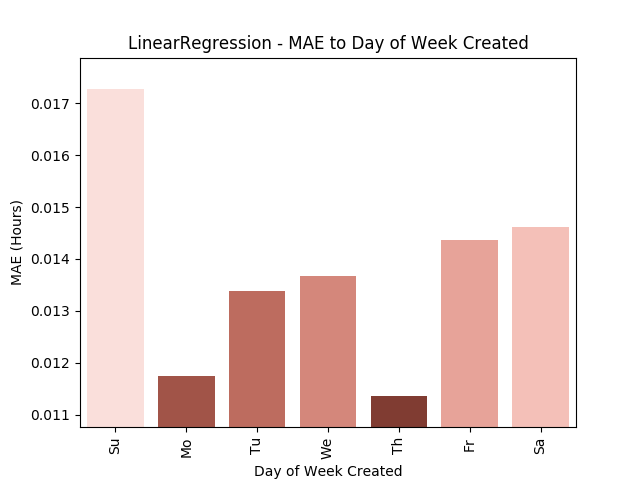 LinearRegression - MAE to Day of Week Created
MAE (Hours)
0.017
0.016
0.015
0.014
0.013
0.012
0.011
Su
Mo
Tu
We
Th
Fr
Sa
Day of Week Created